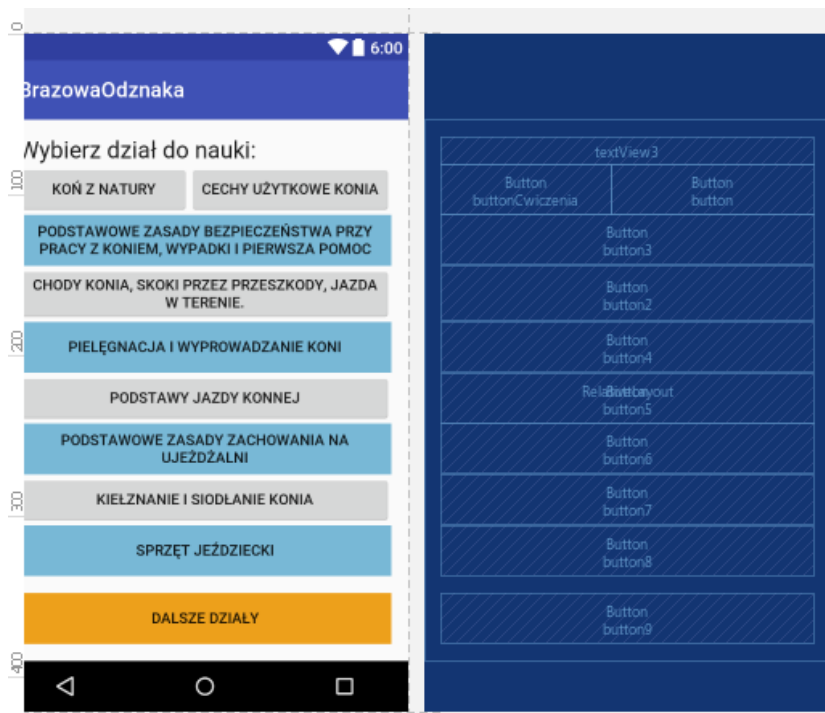 0
6:00
BrazowaOdznaka
Wybierz dział do nauki:
textView3
100
KOŃ Z NATURY
CECHY UŻYTKOWE KONIA
Button
buttonCwiczenia
Button
button
PODSTAWOWE ZASADY BEZPIECZEŃSTWA PRZY
PRACY Z KONIEM, WYPADKI I PIERWSZA POMOC
Button
button3
CHODY KONIA, SKOKI PRZEZ PRZESZKODY, JAZDA
W TERENIE.
Button
button2
200
PIELĘGNACJA I WYPROWADZANIE KONI
Button
button4
PODSTAWY JAZDY KONNEJ
RelativeLayout
Button
button5
PODSTAWOWE ZASADY ZACHOWANIA NA
UJEŻDŻALNI
Button
button6
300
KIEŁZNANIE I SIODŁANIE KONIA
Button
button7
SPRZĘT JEŹDZIECKI
Button
button8
DALSZE DZIAŁY
Button
button9
400